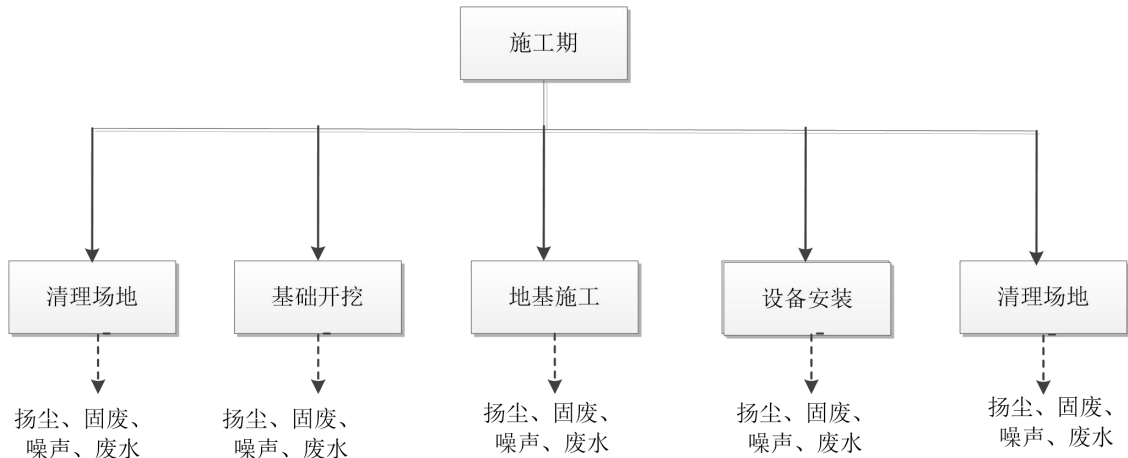 施工期
清理场地
基础开挖
地基施工
设备安装
清理场地
扬尘、固废、
噪声、废水
扬尘、固废、
噪声、废水
扬尘、固废、
噪声、废水
扬尘、固废、
噪声、废水
扬尘、固废、
噪声、废水